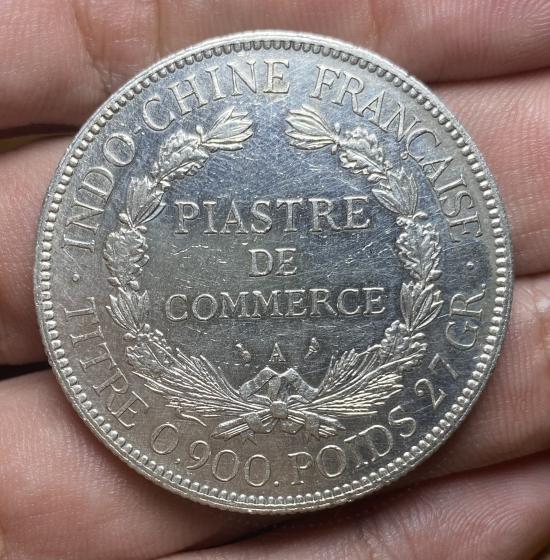 INDO-CHINE FRANÇAISE
PIASTRE
DE
COMMERCE
A
TITRE 0,900. POIDS 27 GR.